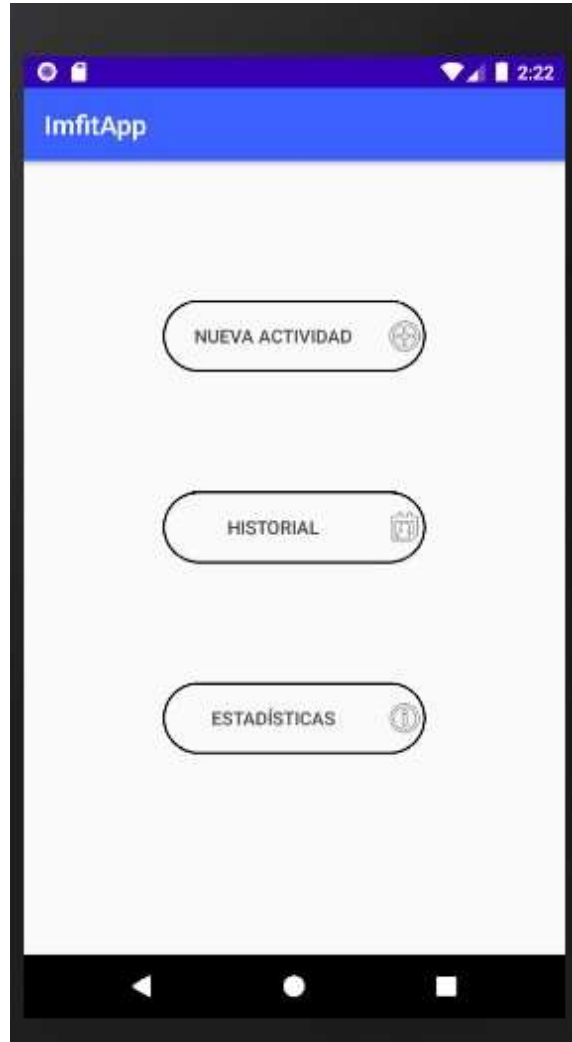 2:22
ImfitApp
NUEVA ACTIVIDAD
HISTORIAL
ESTADÍSTICAS